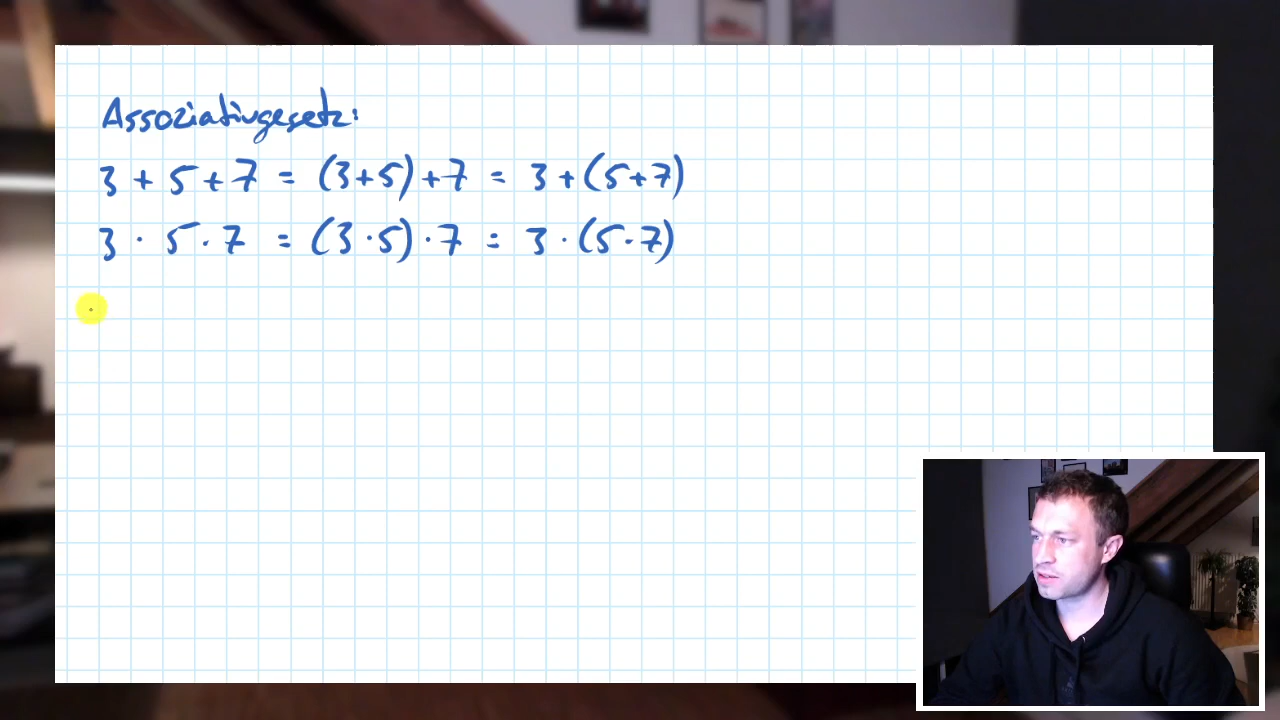 Assoziativgesetz:
3 + 5 + 7 = (3+5) + 7 = 3 + (5+7)
3 · 5 · 7 = (3 · 5) · 7 = 3 · (5 · 7)